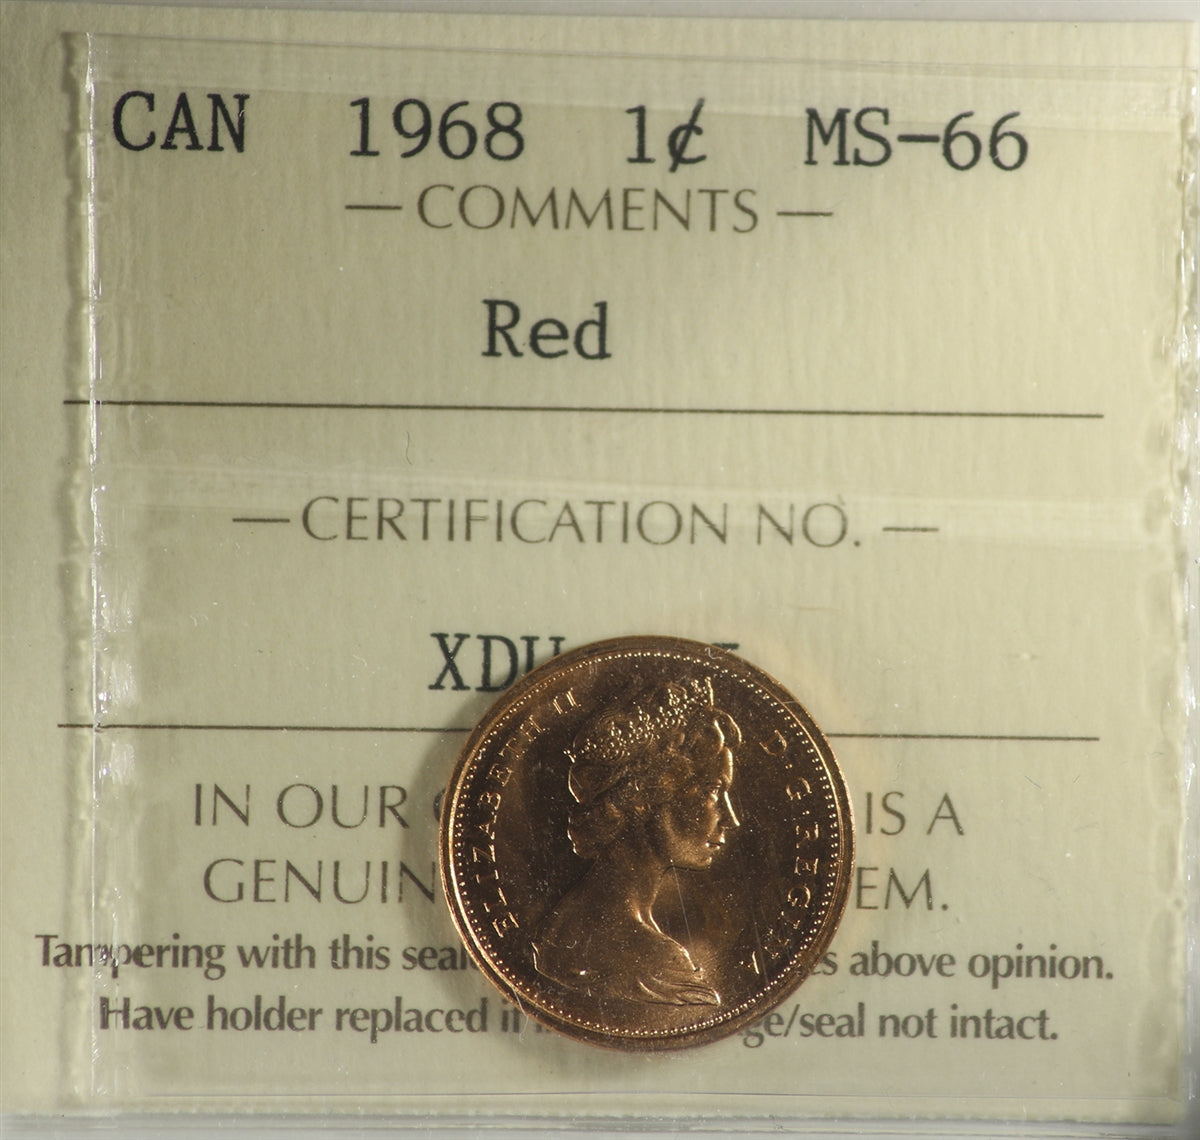 CAN 1968 1¢ MS-66
— COMMENTS —
Red
— CERTIFICATION NO. —
IN OUR IS A
GENUIN EM.
Tampering with this seal above opinion.
Have holder replaced /seal not intact.
ELIZABETH II D·G·REGINA